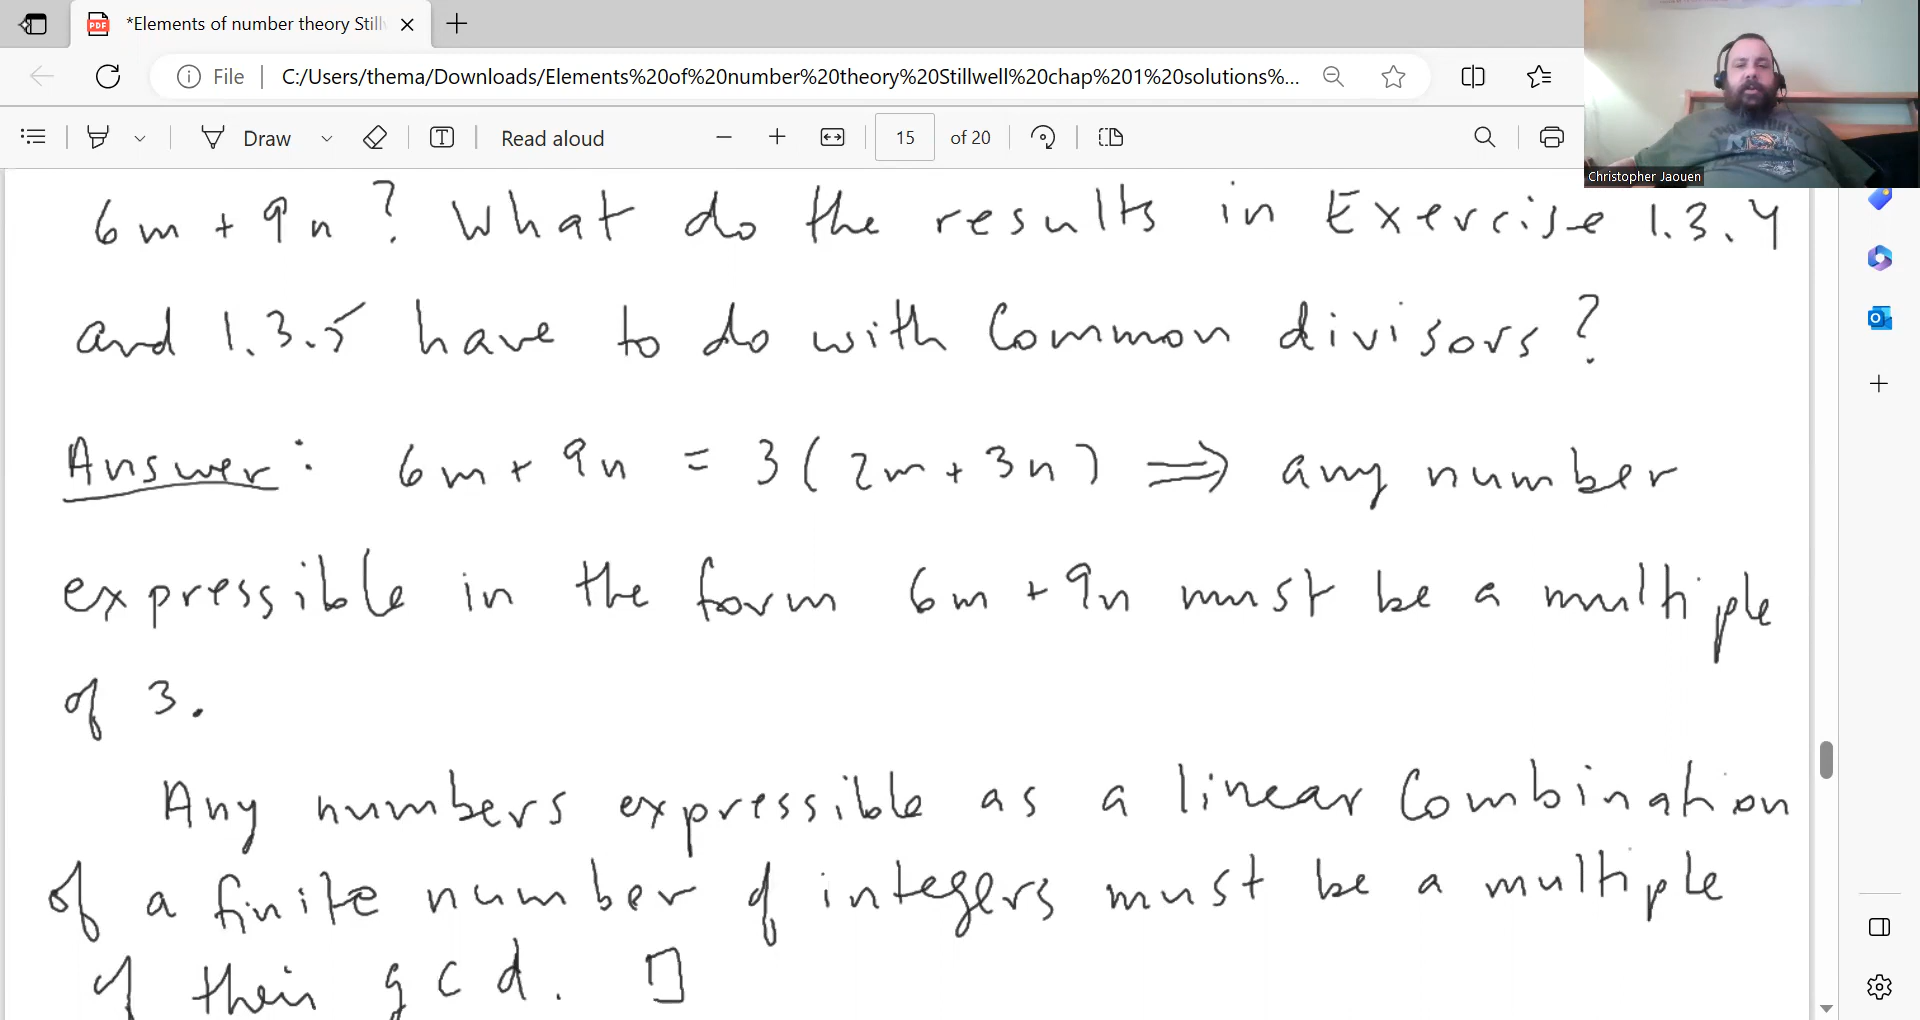 *Elements of number theory Still
File
C:/Users/thema/Downloads/Elements%20of%20number%20theory%20Stillwell%20chap%201%20solutions%...
Draw
Read aloud
15 of 20
Christopher Jaouen
6m + 9n? What do the results in Exercise 1.3.4
and 1.3.5 have to do with Common divisors?
Answer: 6m + 9n = 3(2m + 3n) ⟹ any number
expressible in the form 6m + 9n must be a multiple
of 3.
Any numbers expressible as a linear Combination
of a finite number of integers must be a multiple
of their gcd. □